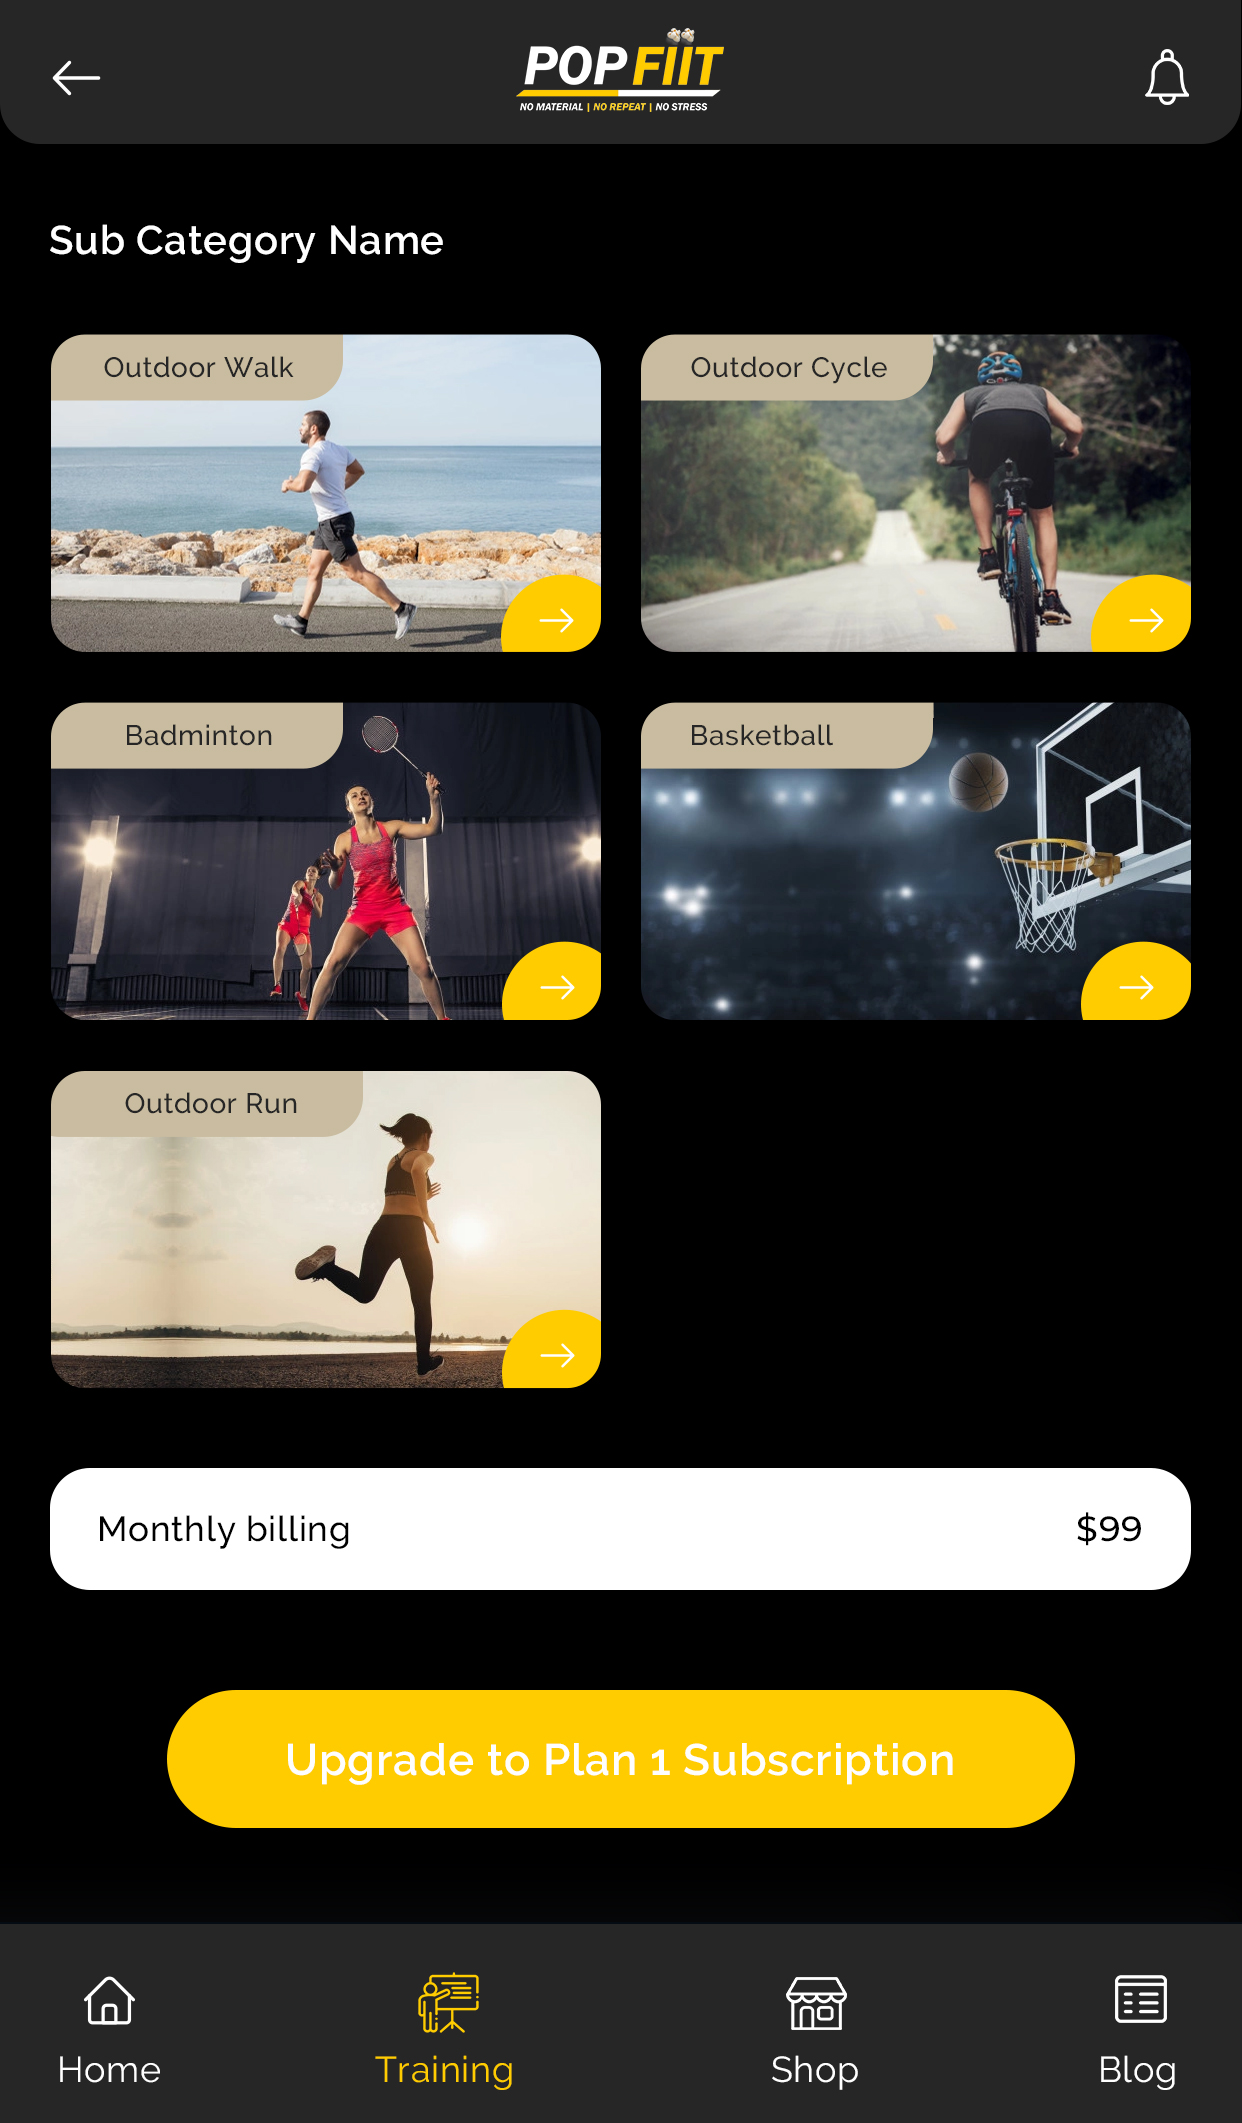 POP FIIT
NO MATERIAL | NO REPEAT | NO STRESS
Sub Category Name
Outdoor Walk
Outdoor Cycle
Badminton
Basketball
Outdoor Run
Monthly billing $99
Upgrade to Plan 1 Subscription
Home Training Shop Blog